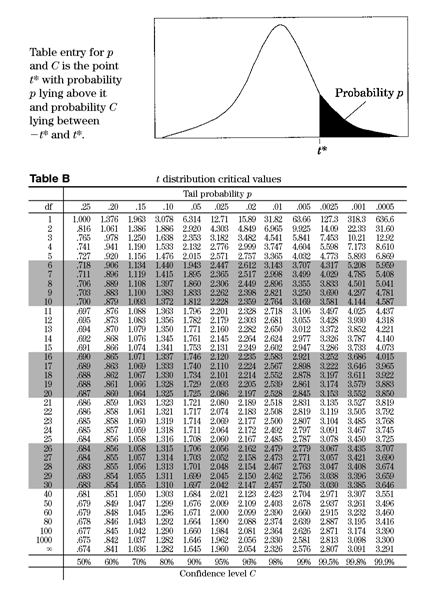 Table entry for p
and C is the point
t* with probability
p lying above it
and probability C
lying between
−t* and t*.
Probability p
t*
Table B t distribution critical values
Tail probability p
df .25 .20 .15 .10 .05 .025 .02 .01 .005 .0025 .001 .0005
1 1.000 1.376 1.963 3.078 6.314 12.71 15.89 31.82 63.66 127.3 318.3 636.6
2 .816 1.061 1.386 1.886 2.920 4.303 4.849 6.965 9.925 14.09 22.33 31.60
3 .765 .978 1.250 1.638 2.353 3.182 3.482 4.541 5.841 7.453 10.21 12.92
4 .741 .941 1.190 1.533 2.132 2.776 2.999 3.747 4.604 5.598 7.173 8.610
5 .727 .920 1.156 1.476 2.015 2.571 2.757 3.365 4.032 4.773 5.893 6.869
6 .718 .906 1.134 1.440 1.943 2.447 2.612 3.143 3.707 4.317 5.208 5.959
7 .711 .896 1.119 1.415 1.895 2.365 2.517 2.998 3.499 4.029 4.785 5.408
8 .706 .889 1.108 1.397 1.860 2.306 2.449 2.896 3.355 3.833 4.501 5.041
9 .703 .883 1.100 1.383 1.833 2.262 2.398 2.821 3.250 3.690 4.297 4.781
10 .700 .879 1.093 1.372 1.812 2.228 2.359 2.764 3.169 3.581 4.144 4.587
11 .697 .876 1.088 1.363 1.796 2.201 2.328 2.718 3.106 3.497 4.025 4.437
12 .695 .873 1.083 1.356 1.782 2.179 2.303 2.681 3.055 3.428 3.930 4.318
13 .694 .870 1.079 1.350 1.771 2.160 2.282 2.650 3.012 3.372 3.852 4.221
14 .692 .868 1.076 1.345 1.761 2.145 2.264 2.624 2.977 3.326 3.787 4.140
15 .691 .866 1.074 1.341 1.753 2.131 2.249 2.602 2.947 3.286 3.733 4.073
16 .690 .865 1.071 1.337 1.746 2.120 2.235 2.583 2.921 3.252 3.686 4.015
17 .689 .863 1.069 1.333 1.740 2.110 2.224 2.567 2.898 3.222 3.646 3.965
18 .688 .862 1.067 1.330 1.734 2.101 2.214 2.552 2.878 3.197 3.611 3.922
19 .688 .861 1.066 1.328 1.729 2.093 2.205 2.539 2.861 3.174 3.579 3.883
20 .687 .860 1.064 1.325 1.725 2.086 2.197 2.528 2.845 3.153 3.552 3.850
21 .686 .859 1.063 1.323 1.721 2.080 2.189 2.518 2.831 3.135 3.527 3.819
22 .686 .858 1.061 1.321 1.717 2.074 2.183 2.508 2.819 3.119 3.505 3.792
23 .685 .858 1.060 1.319 1.714 2.069 2.177 2.500 2.807 3.104 3.485 3.768
24 .685 .857 1.059 1.318 1.711 2.064 2.172 2.492 2.797 3.091 3.467 3.745
25 .684 .856 1.058 1.316 1.708 2.060 2.167 2.485 2.787 3.078 3.450 3.725
26 .684 .856 1.058 1.315 1.706 2.056 2.162 2.479 2.779 3.067 3.435 3.707
27 .684 .855 1.057 1.314 1.703 2.052 2.158 2.473 2.771 3.057 3.421 3.690
28 .683 .855 1.056 1.313 1.701 2.048 2.154 2.467 2.763 3.047 3.408 3.674
29 .683 .854 1.055 1.311 1.699 2.045 2.150 2.462 2.756 3.038 3.396 3.659
30 .683 .854 1.055 1.310 1.697 2.042 2.147 2.457 2.750 3.030 3.385 3.646
40 .681 .851 1.050 1.303 1.684 2.021 2.123 2.423 2.704 2.971 3.307 3.551
50 .679 .849 1.047 1.299 1.676 2.009 2.109 2.403 2.678 2.937 3.261 3.496
60 .679 .848 1.045 1.296 1.671 2.000 2.099 2.390 2.660 2.915 3.232 3.460
80 .678 .846 1.043 1.292 1.664 1.990 2.088 2.374 2.639 2.887 3.195 3.416
100 .677 .845 1.042 1.290 1.660 1.984 2.081 2.364 2.626 2.871 3.174 3.390
1000 .675 .842 1.037 1.282 1.646 1.962 2.056 2.330 2.581 2.813 3.098 3.300
∞ .674 .841 1.036 1.282 1.645 1.960 2.054 2.326 2.576 2.807 3.091 3.291
50% 60% 70% 80% 90% 95% 96% 98% 99% 99.5% 99.8% 99.9%
Confidence level C